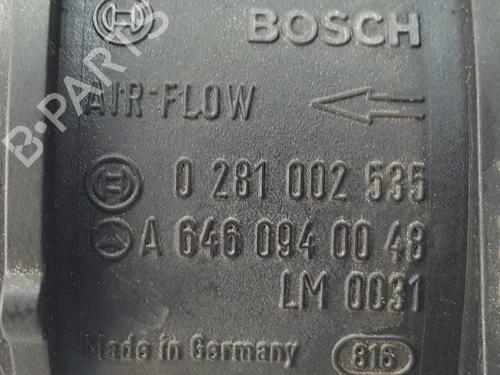 BOSCH
AIR FLOW
0 281 002 535
A 646 094 00 48
LM 0031
Made in Germany 816
B-PARTS